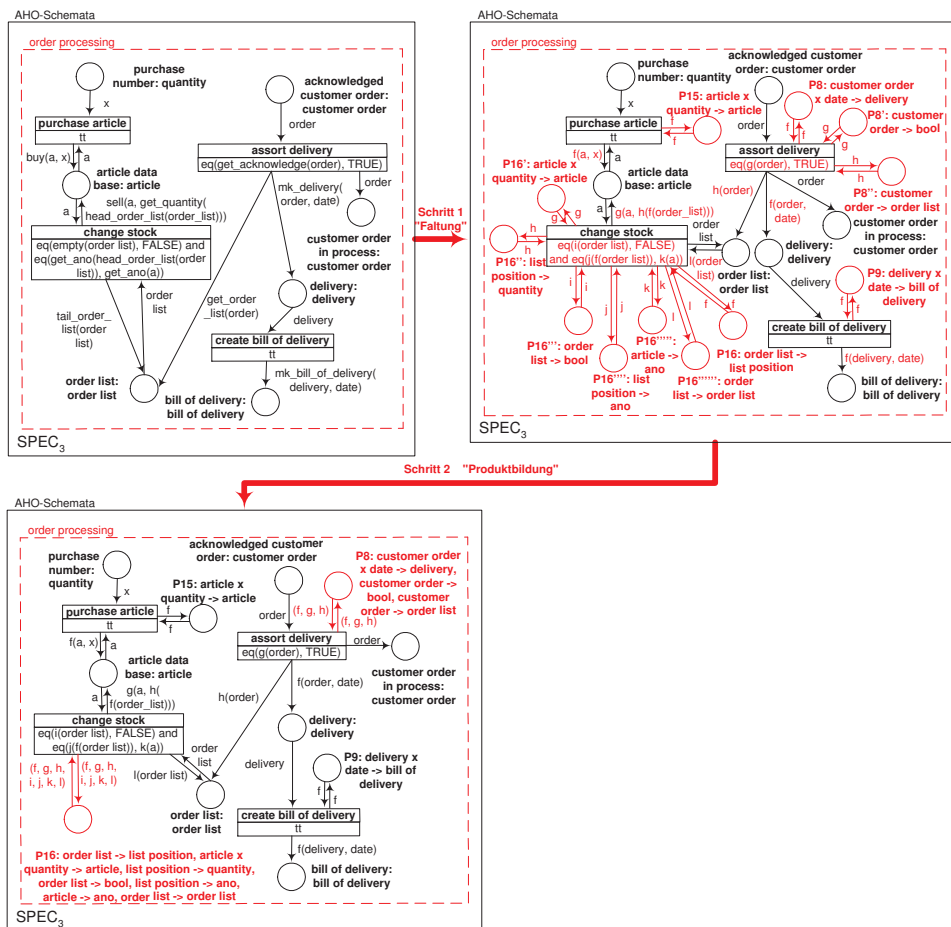 AHO-Schemata
order processing
purchase
number: quantity
x
purchase article
tt
buy(a, x)
a
article data
base: article
sell(a, get_quantity(
head_order_list(order_list)))
a
change stock
eq(empty(order list), FALSE) and
eq(get_ano(head_order_list(order
list)), get_ano(a))
tail_order_
list(order
list)
order
list
get_order
_list(order)
order list:
order list
acknowledged
customer order:
customer order
order
assort delivery
eq(get_acknowledge(order), TRUE)
mk_delivery(
order, date)
order
customer order
in process:
customer order
delivery:
delivery
delivery
create bill of delivery
tt
mk_bill_of_delivery(
delivery, date)
bill of delivery:
bill of delivery
SPEC3
Schritt 1
"Faltung"
AHO-Schemata
order processing
purchase
number: quantity
x
purchase article
tt
f
f
P15: article x
quantity -> article
f(a, x)
a
article data
base: article
P16': article x
quantity -> article
g
g
a
g(a, h(f(order_list)))
change stock
eq(i(order list), FALSE)
and eq(j(f(order list)), k(a))
h
h
P16'': list
position ->
quantity
i
i
P16''': order
list -> bool
j
j
P16'''': list
position -> ano
k
k
P16''''':
article ->
ano
l
l
P16'''''': order
list -> order list
f
f
P16: order list ->
list position
order
list
l(order
list)
order list:
order list
acknowledged customer
order: customer order
order
P8: customer order
x date -> delivery
f
f
P8': customer
order -> bool
g
g
assort delivery
eq(g(order), TRUE)
h
h
P8'': customer
order -> order list
h(order)
f(order,
date)
order
customer order
in process:
customer order
delivery:
delivery
delivery
P9: delivery x
date -> bill of
delivery
f
f
create bill of delivery
tt
f(delivery, date)
bill of delivery:
bill of delivery
SPEC3
Schritt 2 "Produktbildung"
AHO-Schemata
order processing
purchase
number:
quantity
x
purchase article
tt
f
f
P15: article x
quantity -> article
f(a, x)
a
article data
base: article
a
g(a, h(
f(order_list)))
change stock
eq(i(order list), FALSE) and
eq(j(f(order list)), k(a))
(f, g, h,
i, j, k, l)
(f, g, h,
i, j, k, l)
P16: order list -> list position, article x
quantity -> article, list position -> quantity,
order list -> bool, list position -> ano,
article -> ano, order list -> order list
order
list
l(order list)
order list:
order list
acknowledged customer
order: customer order
order
(f, g, h)
(f, g, h)
P8: customer order
x date -> delivery,
customer order ->
bool, customer
order -> order list
assort delivery
eq(g(order), TRUE)
order
customer order
in process:
customer order
h(order)
f(order, date)
delivery:
delivery
delivery
P9: delivery x
date -> bill of
delivery
f
f
create bill of delivery
tt
f(delivery, date)
bill of delivery:
bill of delivery
SPEC3